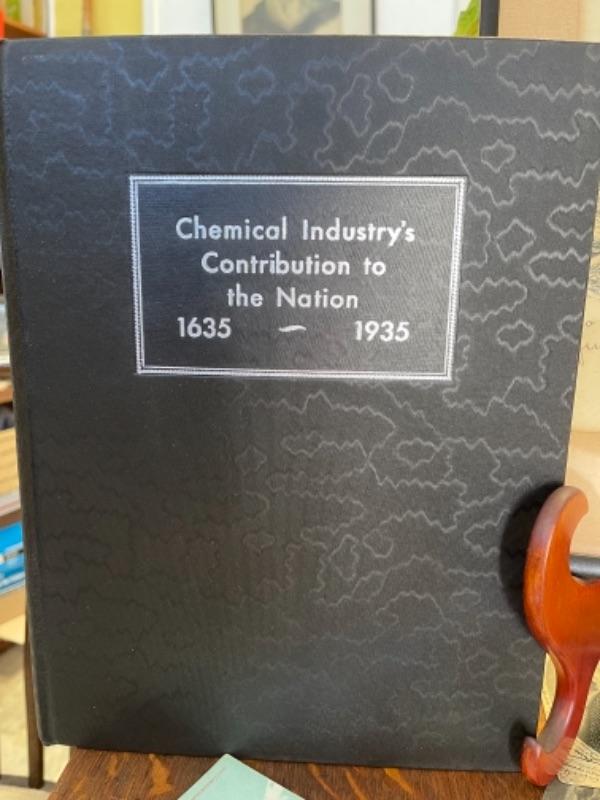 Chemical Industry's
Contribution to
the Nation
1635 ~ 1935